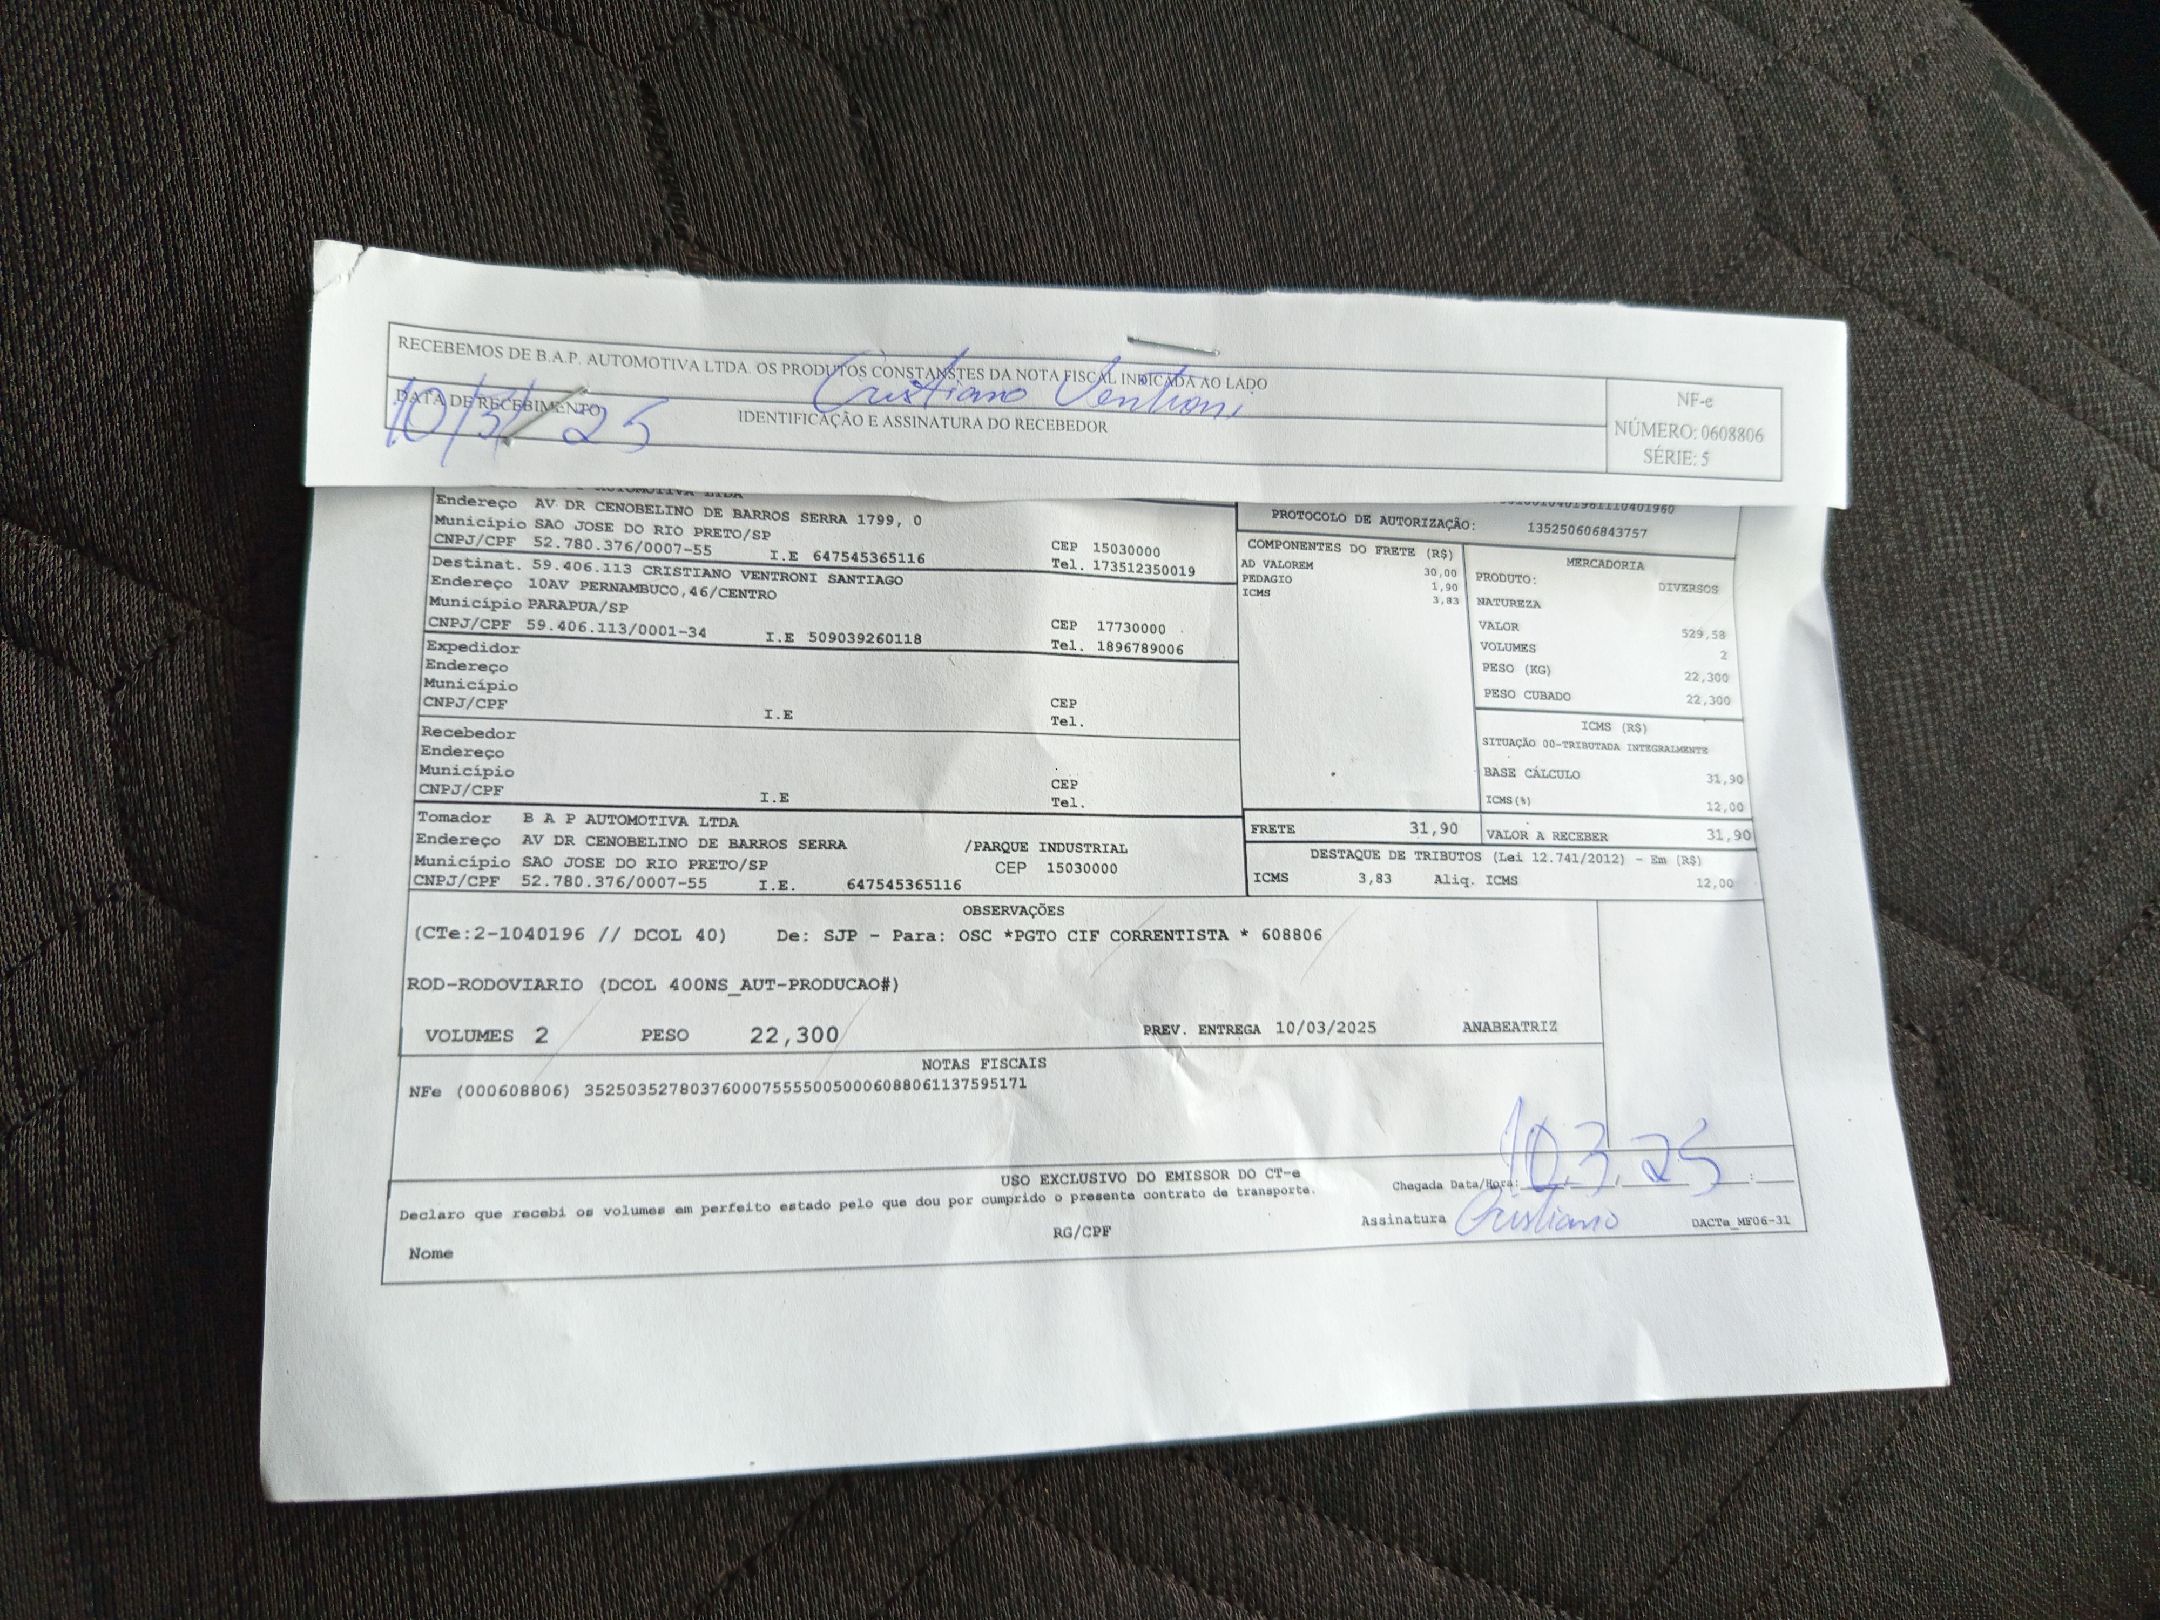 RECEBEMOS DE B.A.P. AUTOMOTIVA LTDA. OS PRODUTOS CONSTANSTES DA NOTA FISCAL INDICADA AO LADO
Cristiano Ventroni
DATA DE RECEBIMENTO
10/3/25
IDENTIFICAÇÃO E ASSINATURA DO RECEBEDOR
NF-e
NÚMERO: 0608806
SÉRIE: 5
AUTOMOTIVA LTDA
Endereço AV DR CENOBELINO DE BARROS SERRA 1799, 0
Município SAO JOSE DO RIO PRETO/SP CEP 15030000
CNPJ/CPF 52.780.376/0007-55 I.E 647545365116 Tel. 173512350019
Destinat. 59.406.113 CRISTIANO VENTRONI SANTIAGO
Endereço 10AV PERNAMBUCO,46/CENTRO
Município PARAPUA/SP CEP 17730000
CNPJ/CPF 59.406.113/0001-34 I.E 509039260118 Tel. 1896789006
Expedidor
Endereço
Município CEP
CNPJ/CPF I.E Tel.
Recebedor
Endereço
Município CEP
CNPJ/CPF I.E Tel.
Tomador B A P AUTOMOTIVA LTDA
Endereço AV DR CENOBELINO DE BARROS SERRA /PARQUE INDUSTRIAL
Município SAO JOSE DO RIO PRETO/SP CEP 15030000
CNPJ/CPF 52.780.376/0007-55 I.E. 647545365116
PROTOCOLO DE AUTORIZAÇÃO: 135250606843757
COMPONENTES DO FRETE (R$)
AD VALOREM 30,00
PEDAGIO 1,90
ICMS 3,83
MERCADORIA
PRODUTO: DIVERSOS
NATUREZA
VALOR 529,58
VOLUMES 2
PESO (KG) 22,300
PESO CUBADO 22,300
ICMS (R$)
SITUAÇÃO 00-TRIBUTADA INTEGRALMENTE
BASE CÁLCULO 31,90
ICMS(%) 12,00
FRETE 31,90 VALOR A RECEBER 31,90
DESTAQUE DE TRIBUTOS (Lei 12.741/2012) - Em (R$)
ICMS 3,83 Aliq. ICMS 12,00
OBSERVAÇÕES
(CTe:2-1040196 // DCOL 40) De: SJP - Para: OSC *PGTO CIF CORRENTISTA * 608806
ROD-RODOVIARIO (DCOL 400NS_AUT-PRODUCAO#)
VOLUMES 2 PESO 22,300 PREV. ENTREGA 10/03/2025 ANABEATRIZ
NOTAS FISCAIS
NFe (000608806) 35250352780376000755550050006088061137595171
USO EXCLUSIVO DO EMISSOR DO CT-e
Declaro que recebi os volumes em perfeito estado pelo que dou por cumprido o presente contrato de transporte.
Chegada Data/Hora: 10.3.25 :
Nome RG/CPF Assinatura Cristiano DACTe_MF06-31